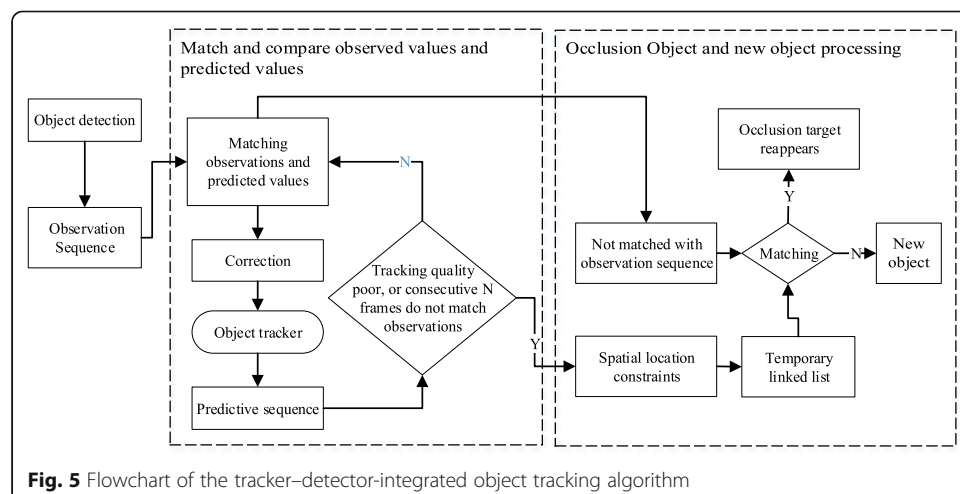 Match and compare observed values and
predicted values
Occlusion Object and new object processing
Object detection
Observation
Sequence
Matching
observations and
predicted values
N
Correction
Object tracker
Predictive sequence
Tracking quality
poor, or consecutive N
frames do not match
observations
Y
Occlusion target
reappears
Y
Not matched with
observation sequence
Matching
N
New
object
Spatial location
constraints
Temporary
linked list
Fig. 5 Flowchart of the tracker–detector-integrated object tracking algorithm